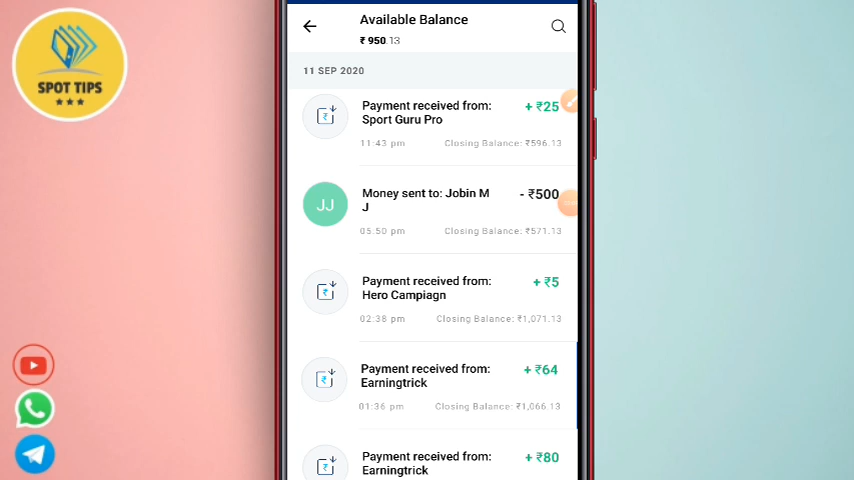 SPOT TIPS
Available Balance
₹ 950.13
11 SEP 2020
Payment received from:
Sport Guru Pro
+ ₹25
11:43 pm
Closing Balance: ₹596.13
JJ
Money sent to: Jobin M
J
- ₹500
05:50 pm
Closing Balance: ₹571.13
Payment received from:
Hero Campiagn
+ ₹5
02:38 pm
Closing Balance: ₹1,071.13
Payment received from:
Earningtrick
+ ₹64
01:36 pm
Closing Balance: ₹1,066.13
Payment received from:
Earningtrick
+ ₹80